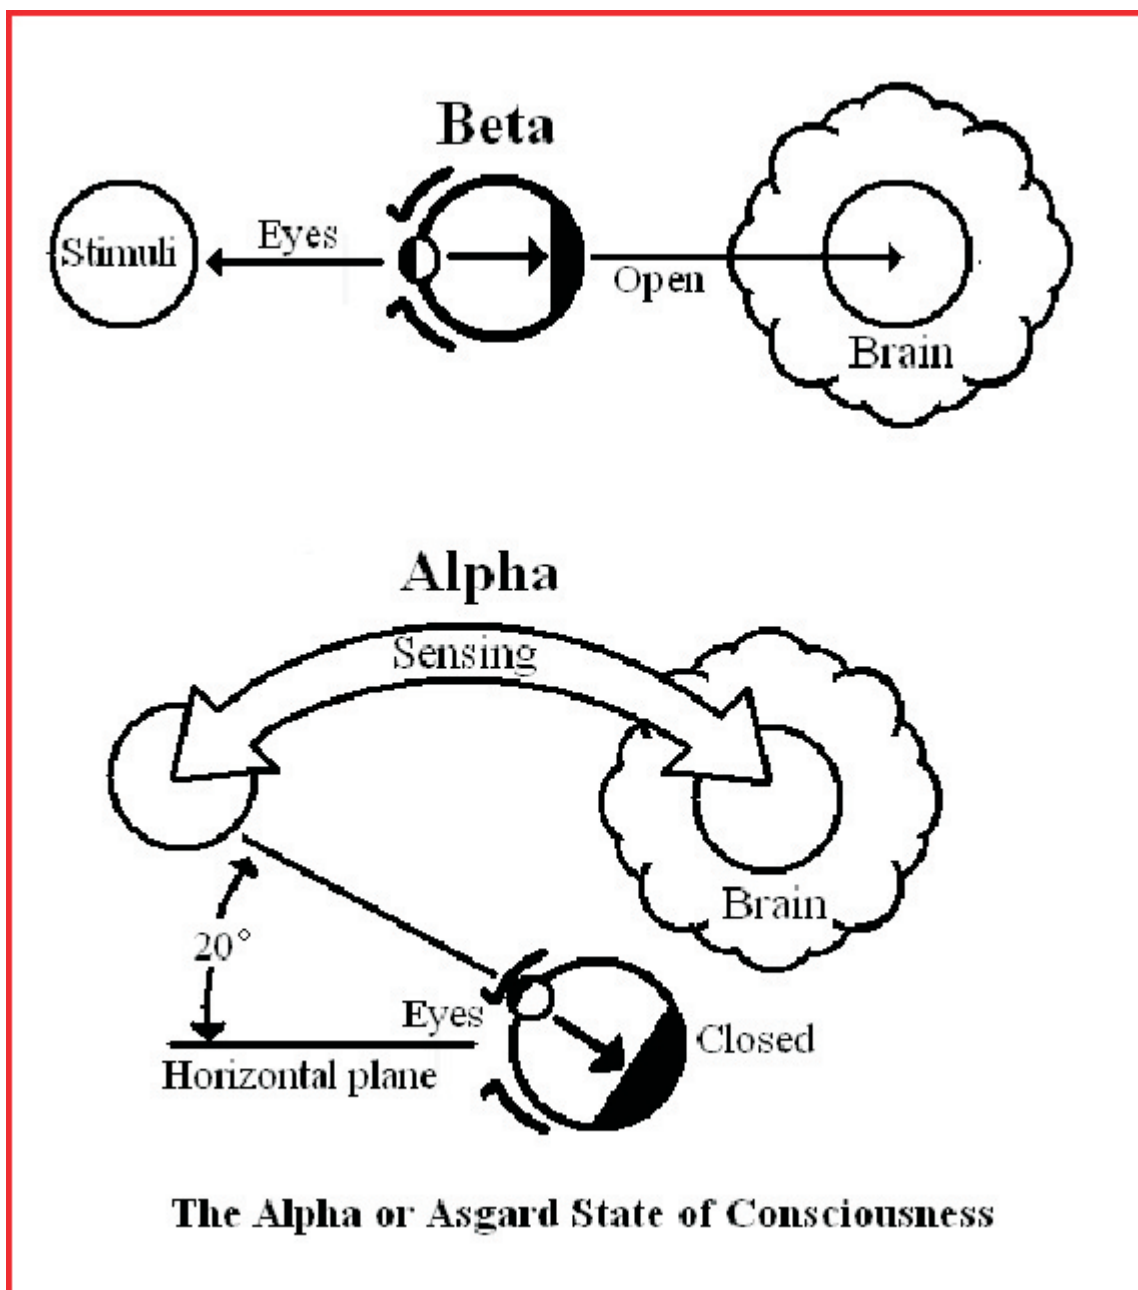 Beta
Stimuli
Eyes
Open
Brain
Alpha
Sensing
Brain
20°
Eyes
Closed
Horizontal plane
The Alpha or Asgard State of Consciousness